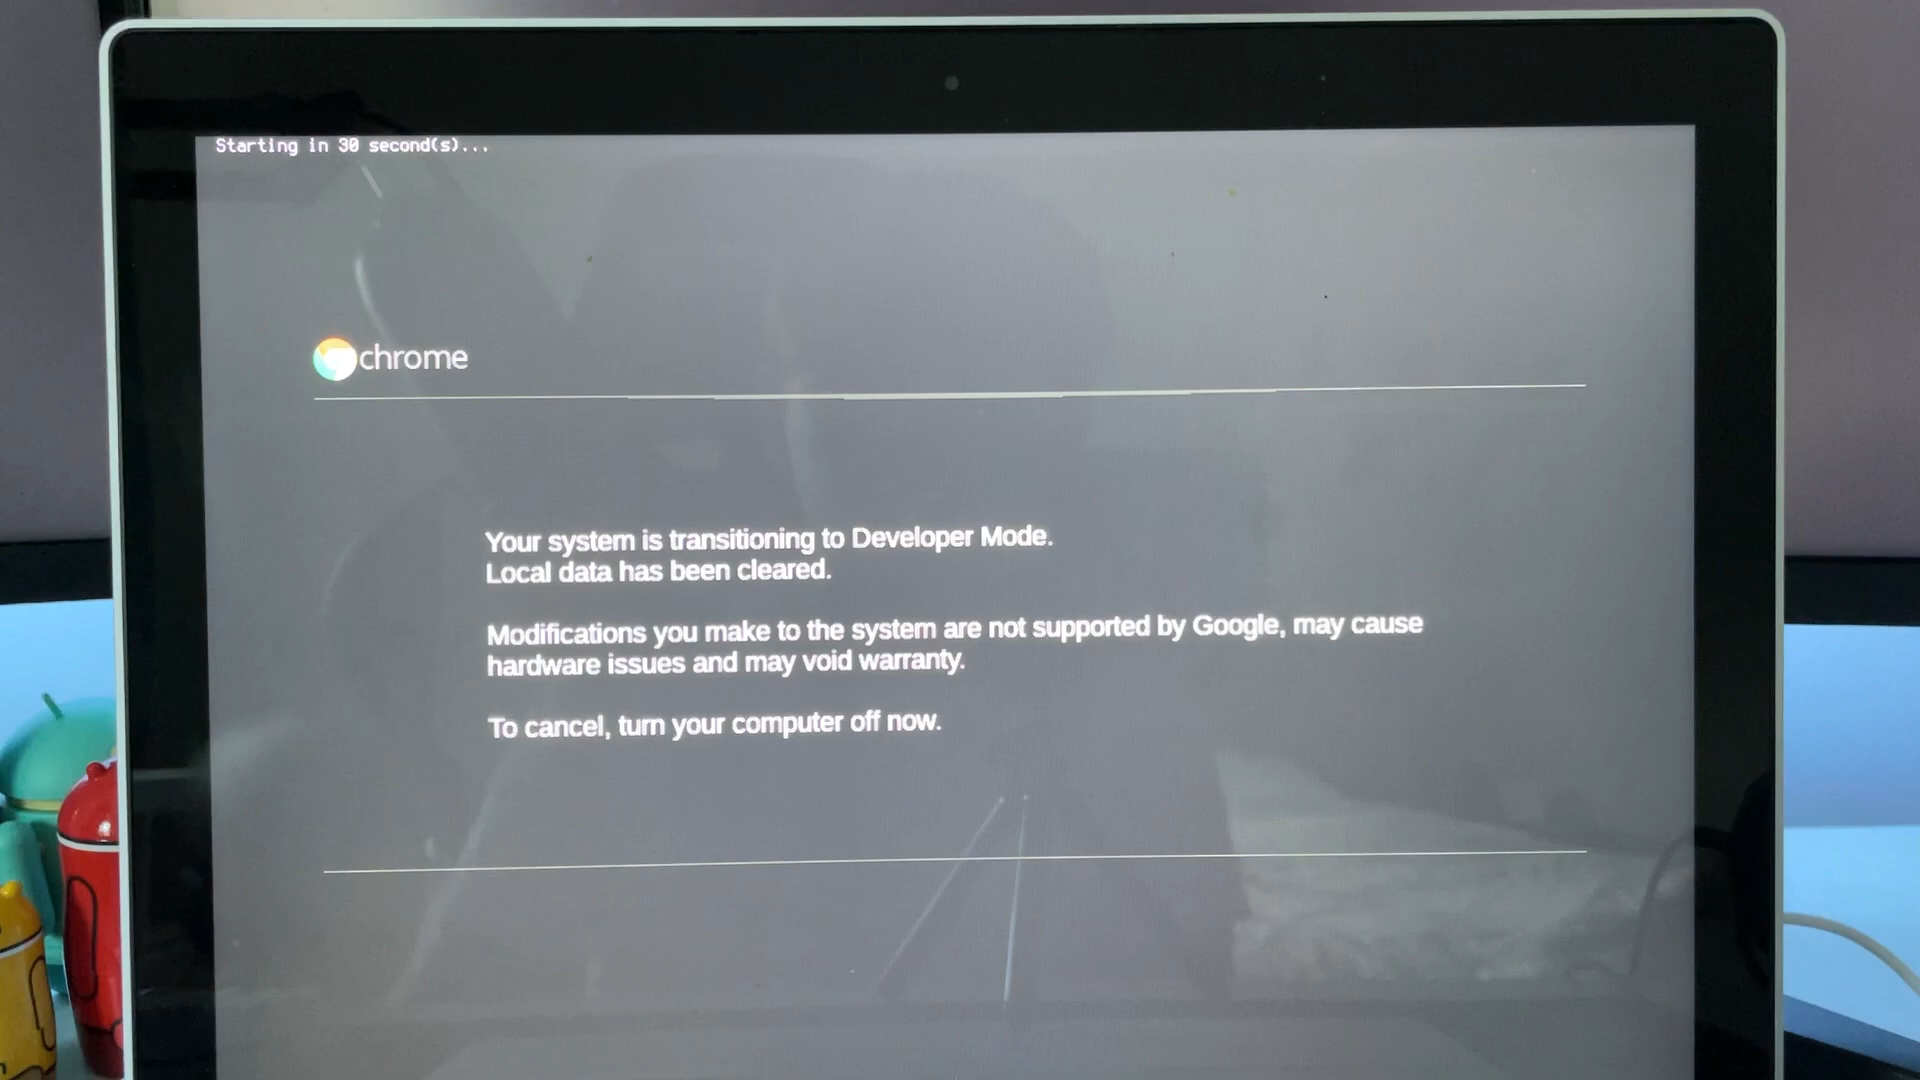 Starting in 30 second(s)...
chrome
Your system is transitioning to Developer Mode.
Local data has been cleared.
Modifications you make to the system are not supported by Google, may cause
hardware issues and may void warranty.
To cancel, turn your computer off now.